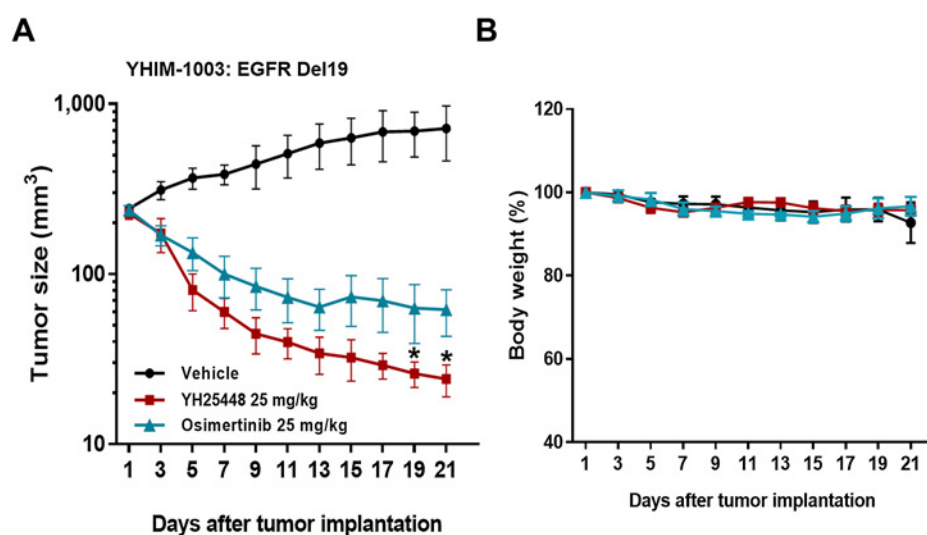 A
YHIM-1003: EGFR Del19
1,000
100
10
Tumor size (mm³)
*
*
Vehicle
YH25448 25 mg/kg
Osimertinib 25 mg/kg
1 3 5 7 9 11 13 15 17 19 21
Days after tumor implantation
B
120
100
80
60
40
Body weight (%)
1 3 5 7 9 11 13 15 17 19 21
Days after tumor implantation